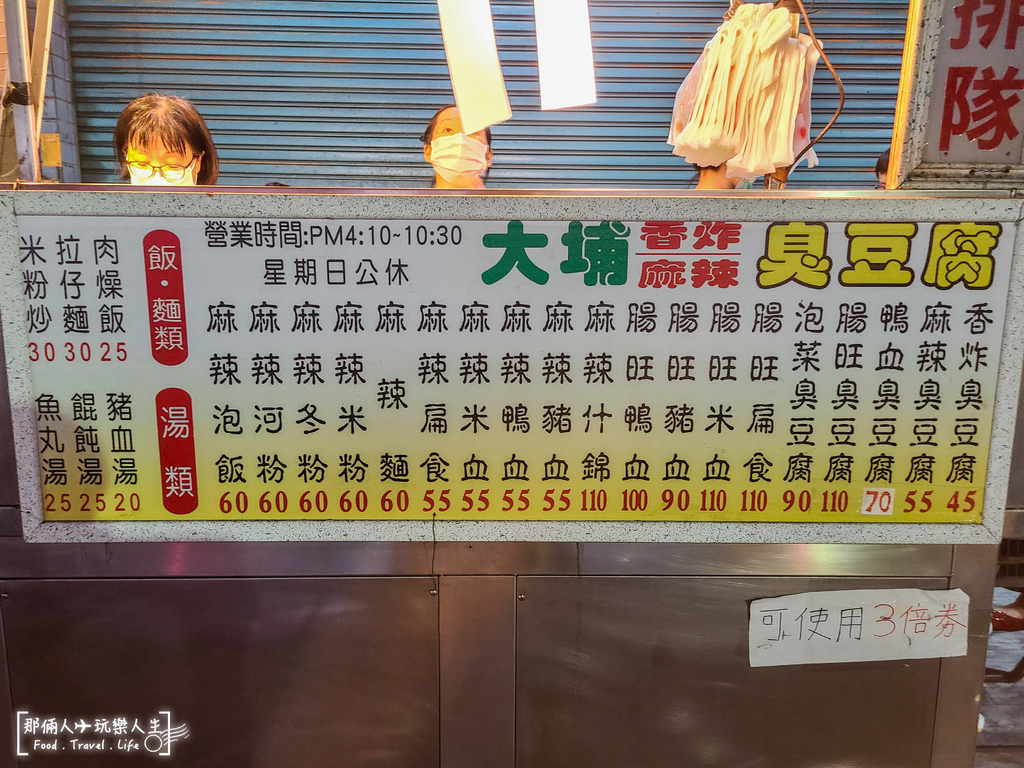 排隊
營業時間:PM4:10~10:30
星期日公休
大埔香炸麻辣臭豆腐
香炸臭豆腐 45
麻辣臭豆腐 55
鴨血臭豆腐 70
腸旺臭豆腐 110
泡菜臭豆腐 90
腸旺扁食 110
腸旺米血 110
腸旺豬血 90
腸旺鴨血 100
麻辣什錦 110
麻辣豬血 55
麻辣鴨血 55
麻辣米血 55
麻辣扁食 55
麻辣麵 60
麻辣米粉 60
麻辣冬粉 60
麻辣河粉 60
麻辣泡飯 60
飯·麵類
肉燥飯 25
拉仔麵 30
米粉炒 30
湯類
豬血湯 20
餛飩湯 25
魚丸湯 25
可使用3倍券
那倆人玩樂人生
Food . Travel . Life